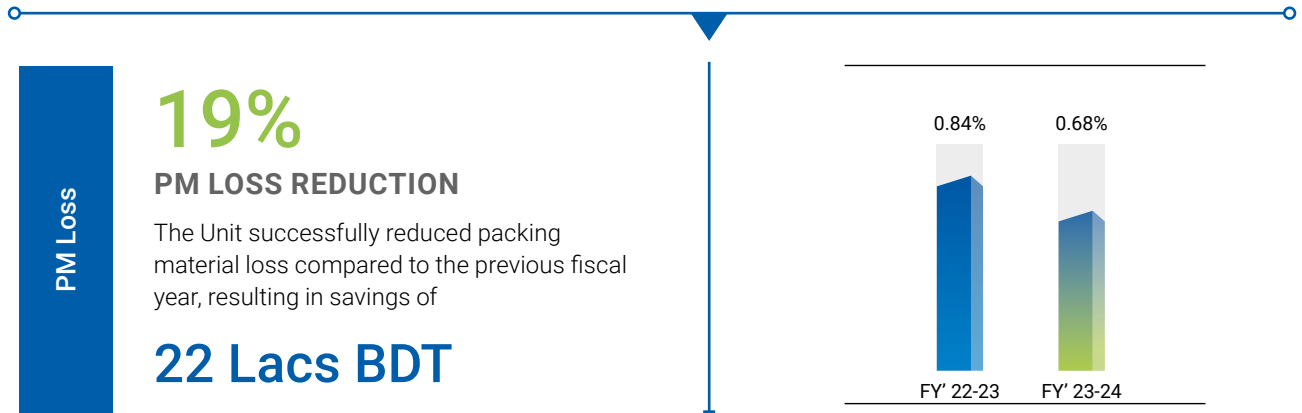 PM Loss
19%
PM LOSS REDUCTION
The Unit successfully reduced packing
material loss compared to the previous fiscal
year, resulting in savings of
22 Lacs BDT
0.84% 0.68%
FY’ 22-23 FY’ 23-24